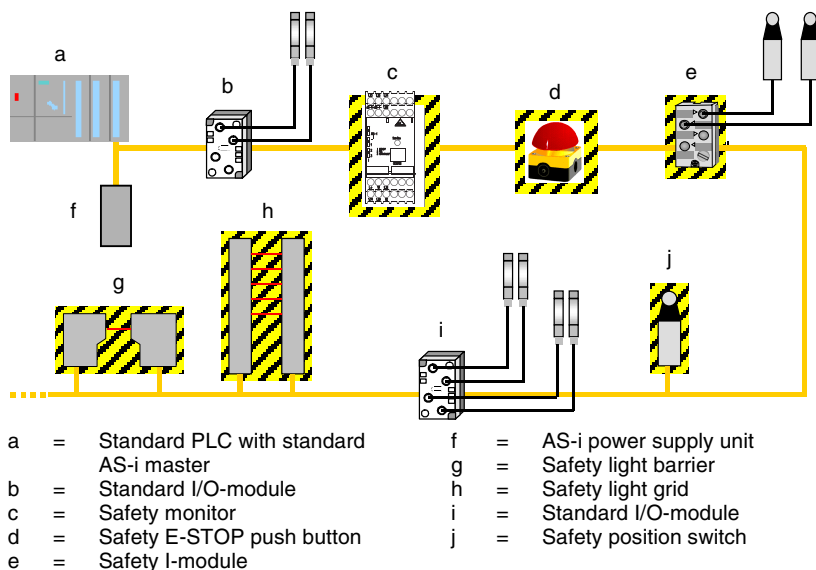 a
b
c
d
e
f
h
g
j
i
a = Standard PLC with standard
AS-i master
b = Standard I/O-module
c = Safety monitor
d = Safety E-STOP push button
e = Safety I-module
f = AS-i power supply unit
g = Safety light barrier
h = Safety light grid
i = Standard I/O-module
j = Safety position switch